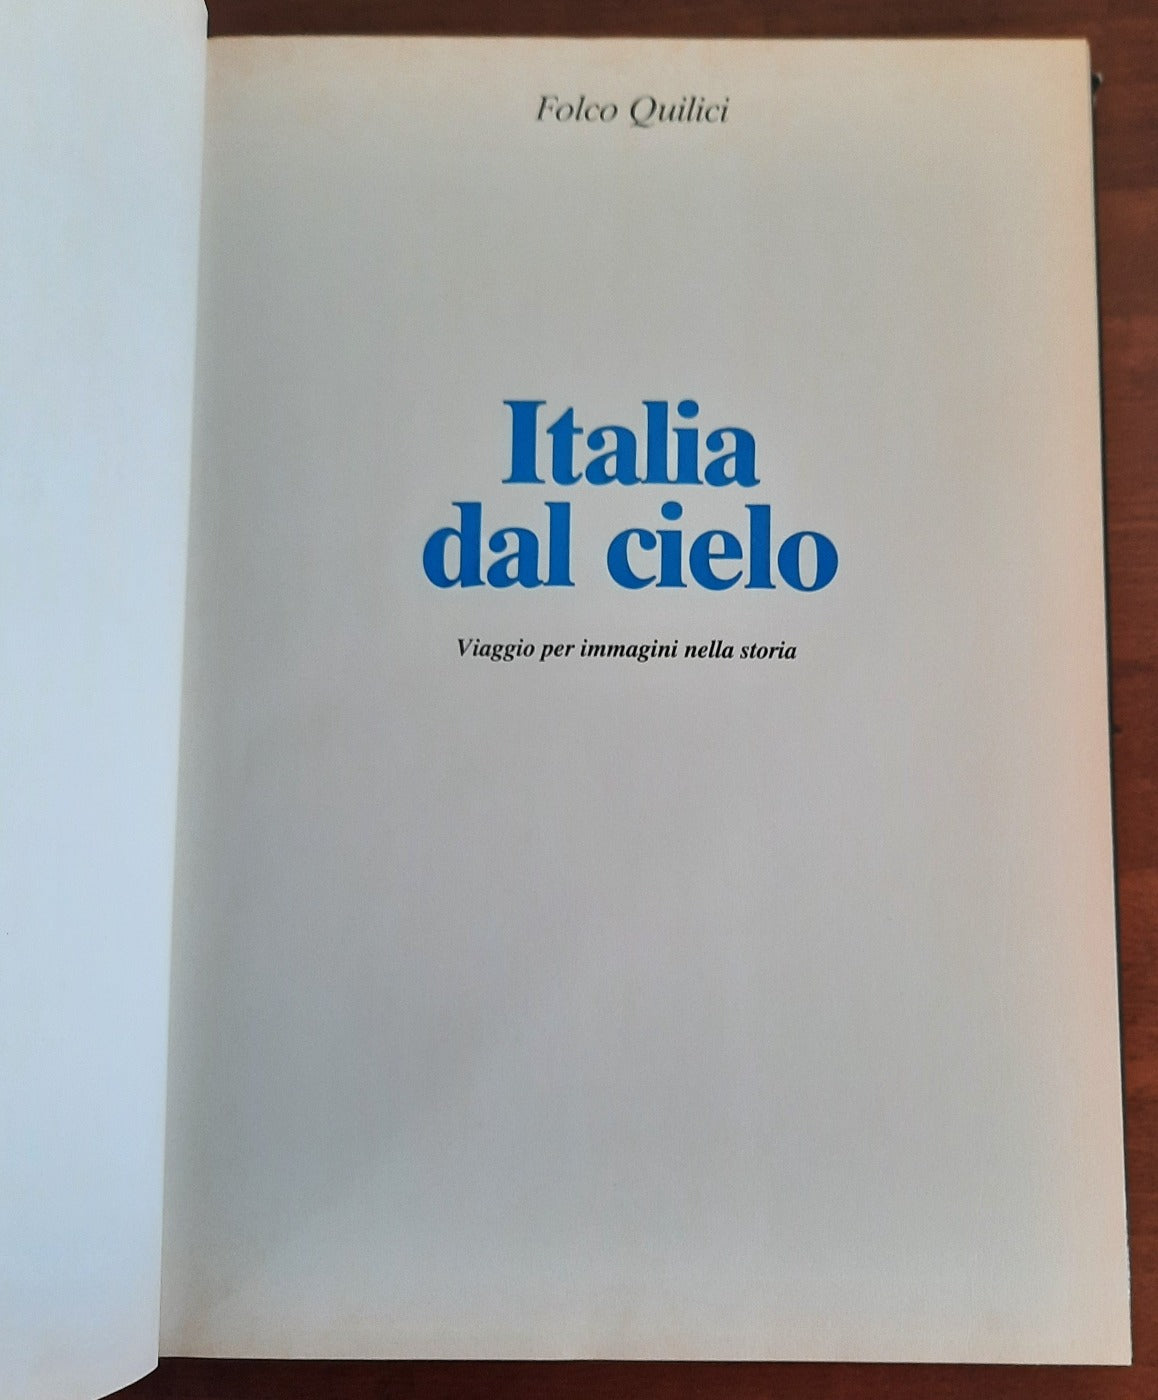 Folco Quilici
Italia
dal cielo
Viaggio per immagini nella storia